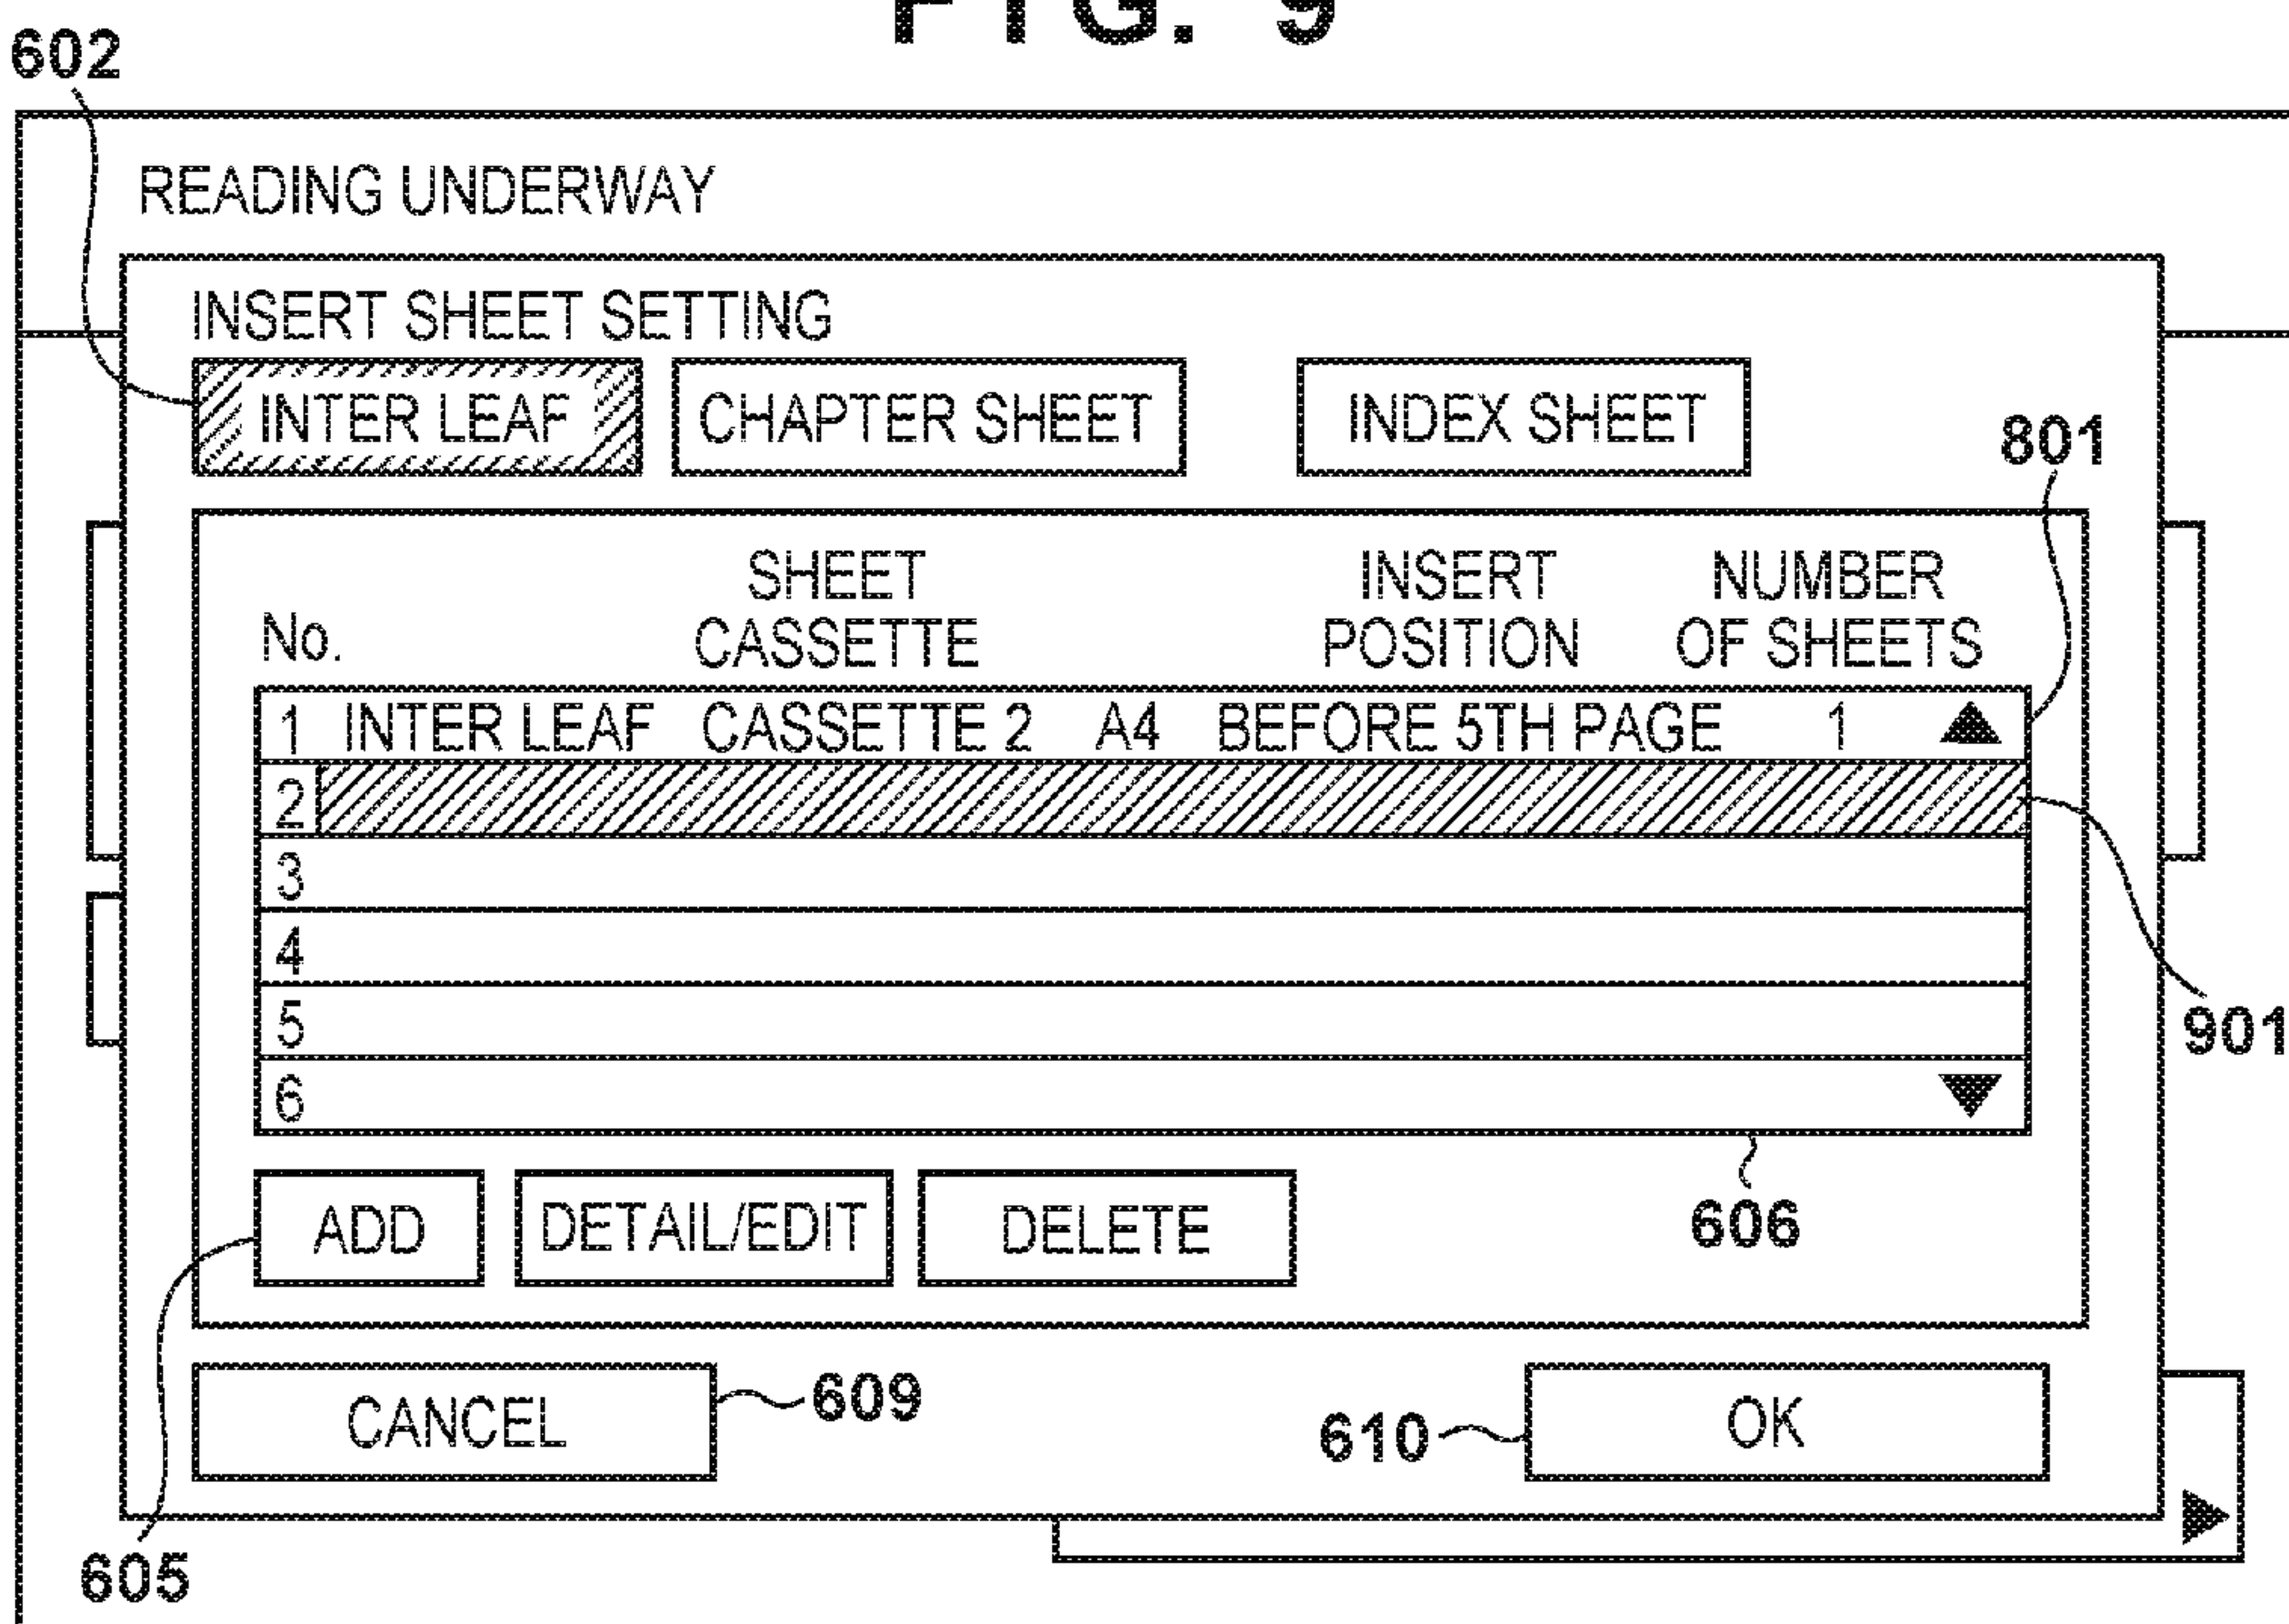 FIG. 9
602
READING UNDERWAY
INSERT SHEET SETTING
INTER LEAF CHAPTER SHEET INDEX SHEET
801
No. SHEET CASSETTE INSERT POSITION NUMBER OF SHEETS
1 INTER LEAF CASSETTE 2 A4 BEFORE 5TH PAGE 1
2
3
4
5
901
6
606
ADD DETAIL/EDIT DELETE
CANCEL 609 610 OK
605